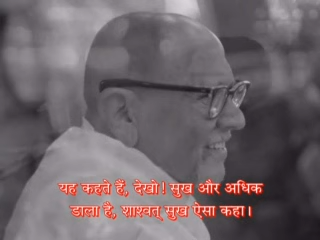 यह कहते हैं, देखो! सुख और अधिक
डाला हैं, शाश्वत् सुख ऐसा कहा।